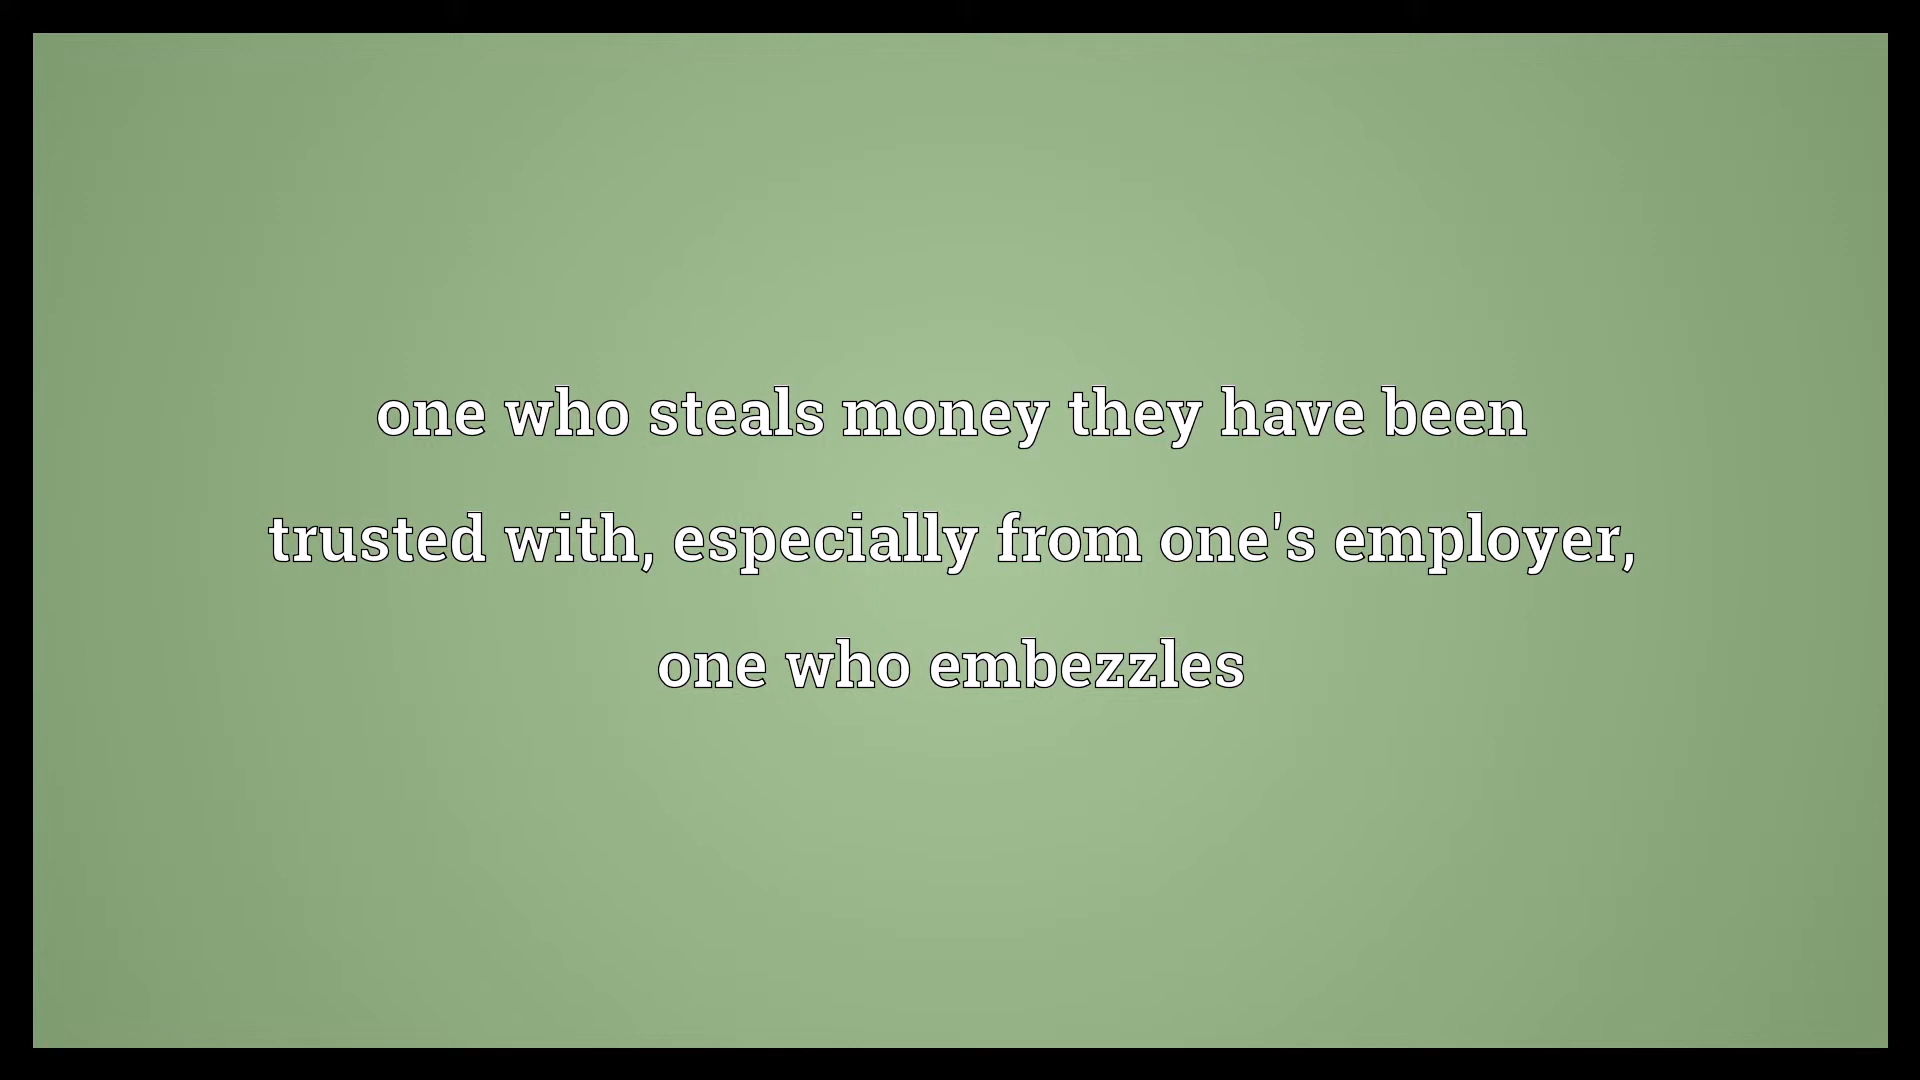 one who steals money they have been
trusted with, especially from one's employer,
one who embezzles